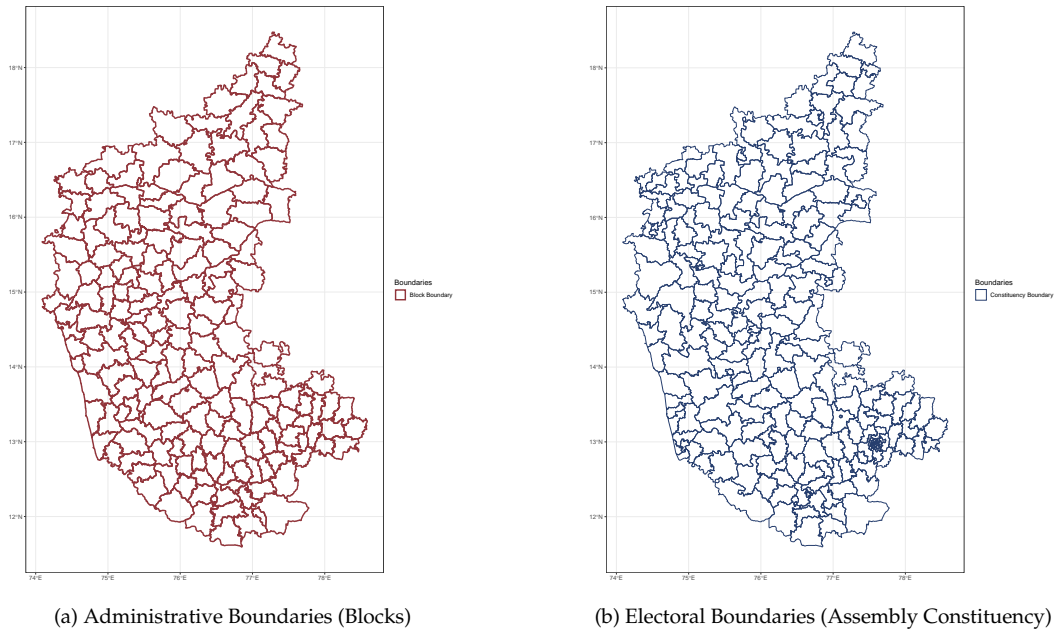 18°N
17°N
16°N
15°N
14°N
13°N
12°N
74°E 75°E 76°E 77°E 78°E
Boundaries
Block Boundary
(a) Administrative Boundaries (Blocks)
18°N
17°N
16°N
15°N
14°N
13°N
12°N
74°E 75°E 76°E 77°E 78°E
Boundaries
Constituency Boundary
(b) Electoral Boundaries (Assembly Constituency)